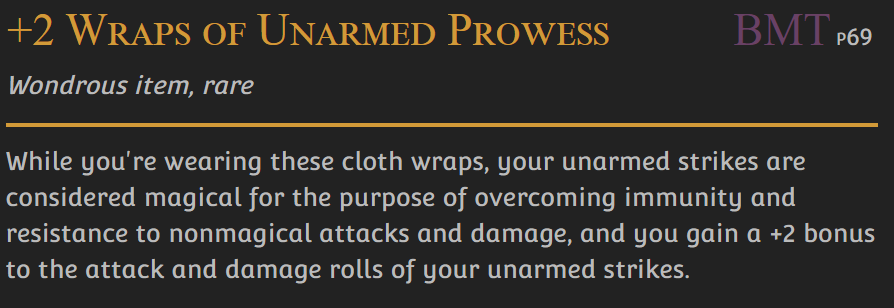 +2 Wraps of Unarmed Prowess BMT p69
Wondrous item, rare
While you're wearing these cloth wraps, your unarmed strikes are
considered magical for the purpose of overcoming immunity and
resistance to nonmagical attacks and damage, and you gain a +2 bonus
to the attack and damage rolls of your unarmed strikes.